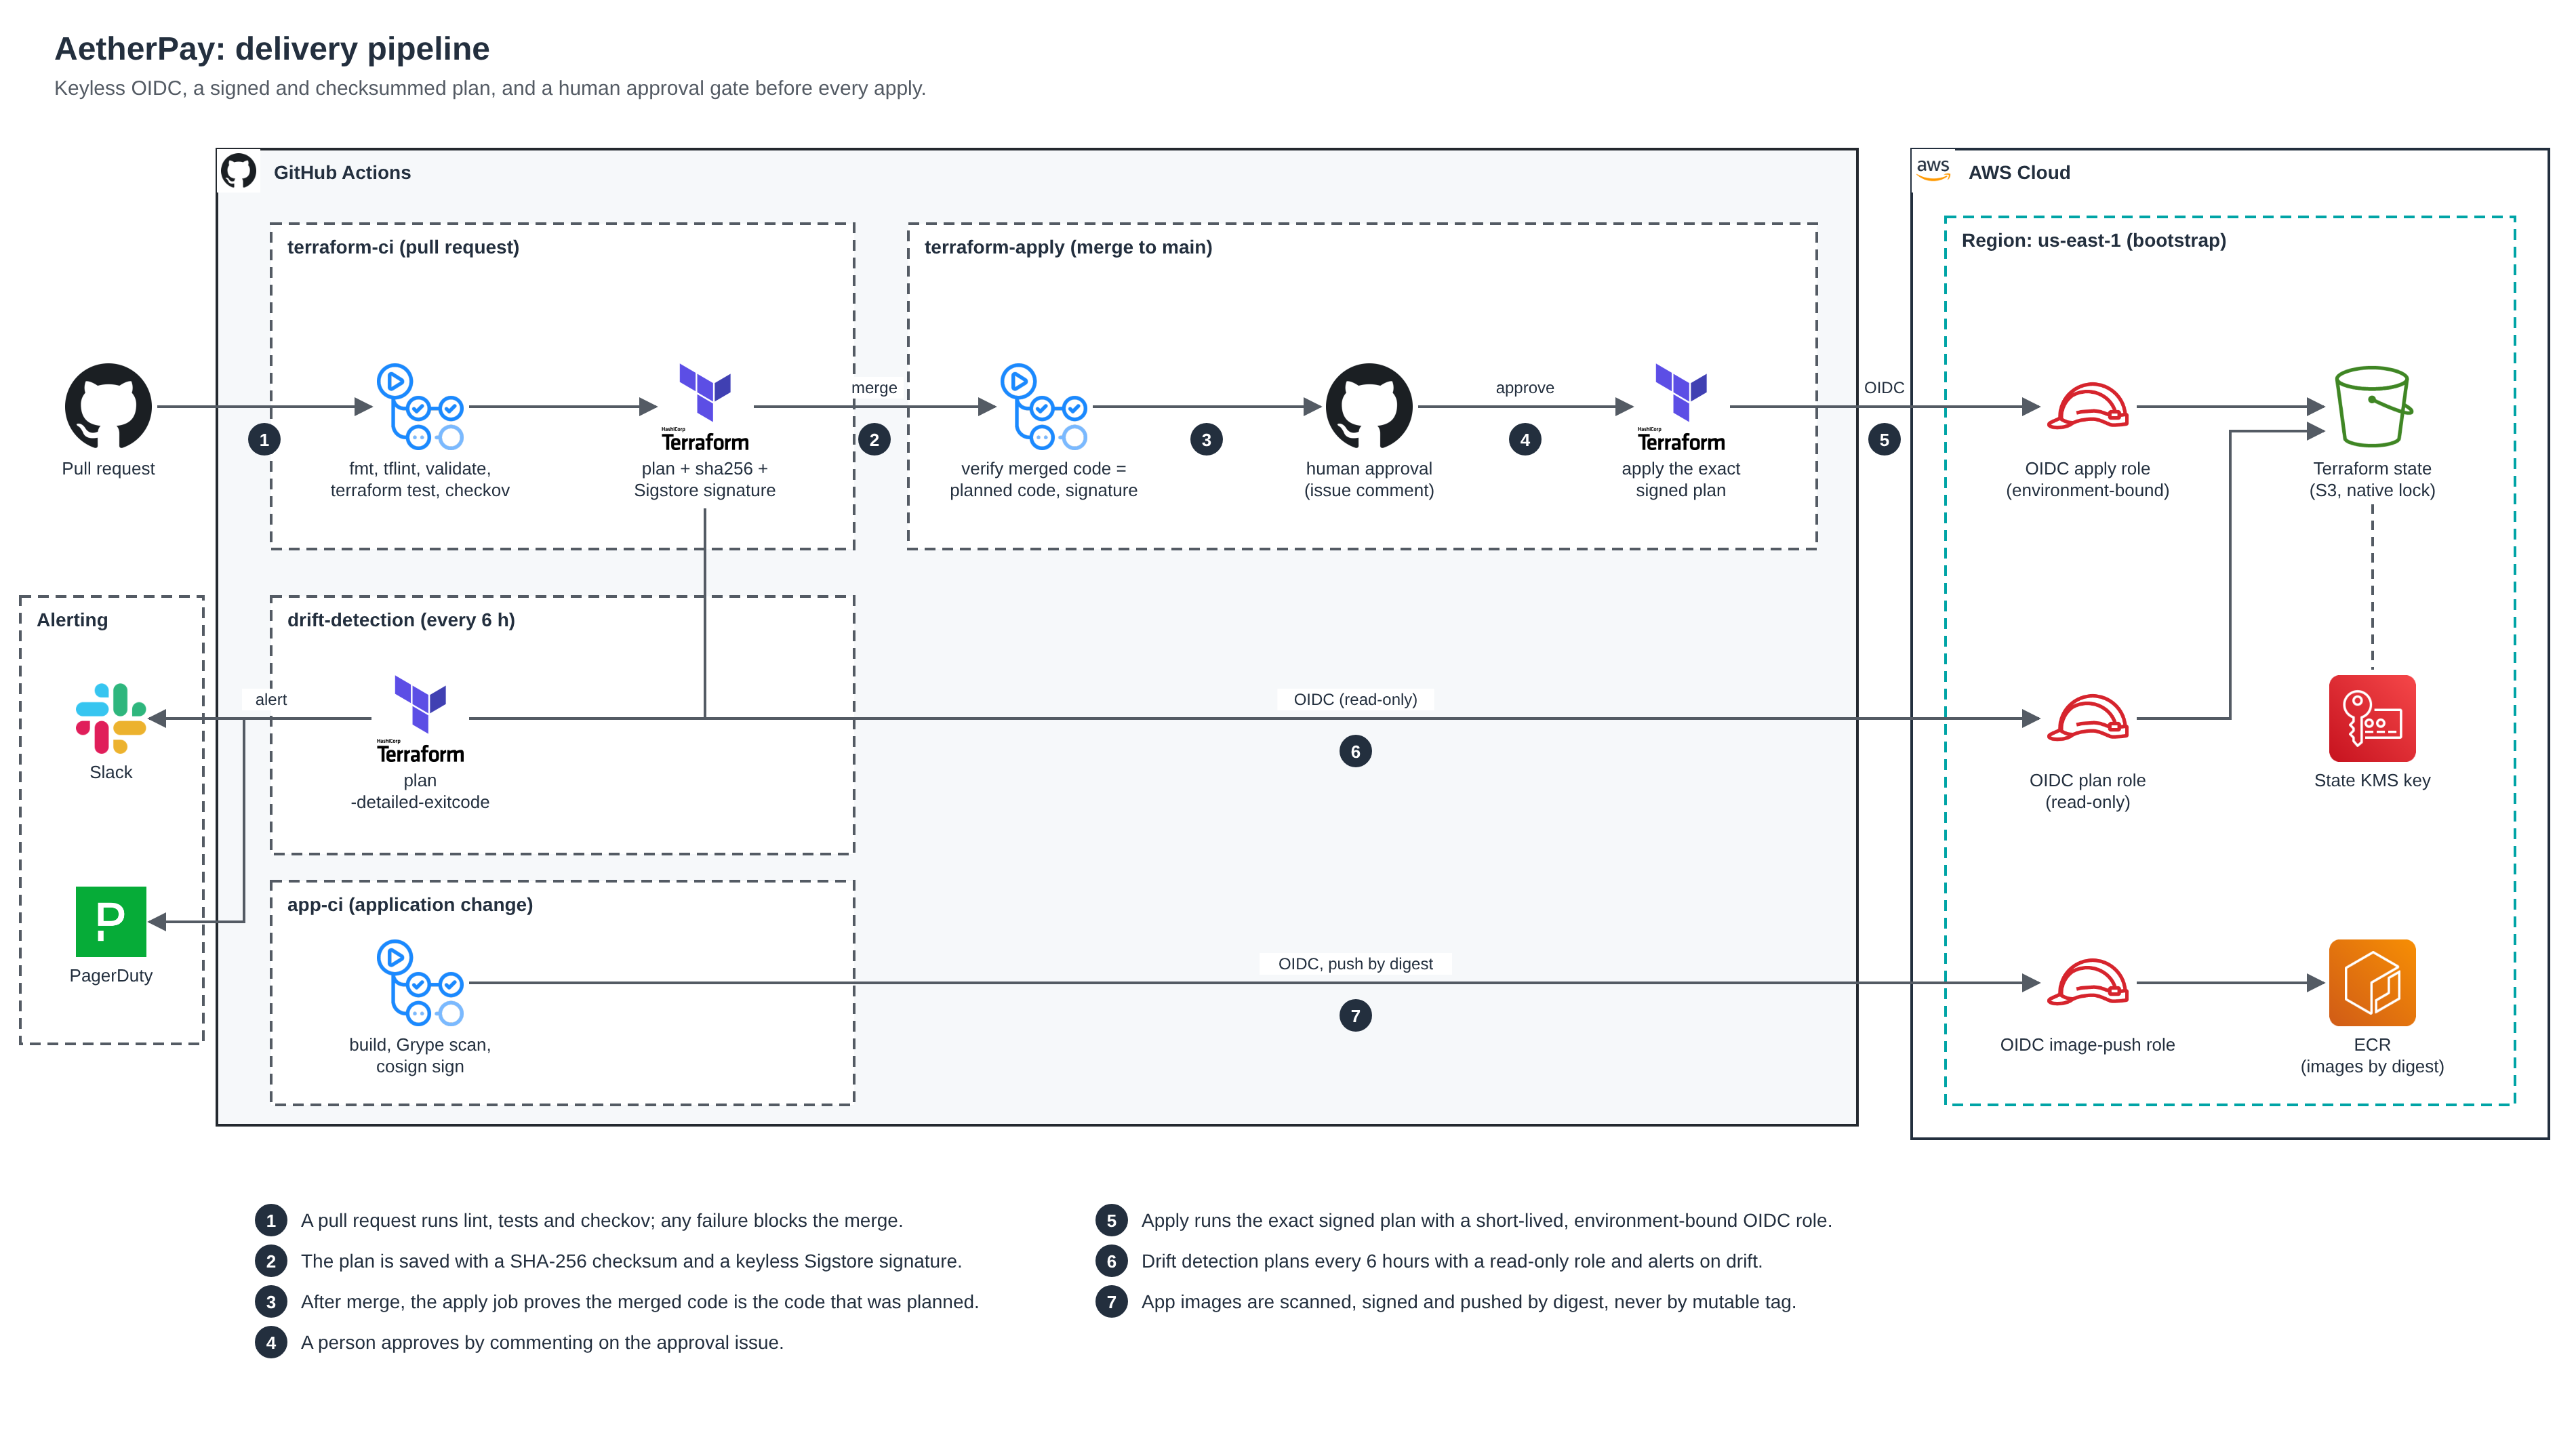 AetherPay: delivery pipeline
Keyless OIDC, a signed and checksummed plan, and a human approval gate before every apply.
GitHub Actions
aws
AWS Cloud
terraform-ci (pull request)
terraform-apply (merge to main)
Region: us-east-1 (bootstrap)
Pull request
1
fmt, tflint, validate,
terraform test, checkov
HashiCorp
Terraform
plan + sha256 +
Sigstore signature
merge
2
verify merged code =
planned code, signature
3
human approval
(issue comment)
approve
4
HashiCorp
Terraform
apply the exact
signed plan
OIDC
5
OIDC apply role
(environment-bound)
Terraform state
(S3, native lock)
Alerting
Slack
PagerDuty
alert
drift-detection (every 6 h)
HashiCorp
Terraform
plan
-detailed-exitcode
OIDC (read-only)
6
OIDC plan role
(read-only)
State KMS key
app-ci (application change)
build, Grype scan,
cosign sign
OIDC, push by digest
7
OIDC image-push role
ECR
(images by digest)
1 A pull request runs lint, tests and checkov; any failure blocks the merge.
2 The plan is saved with a SHA-256 checksum and a keyless Sigstore signature.
3 After merge, the apply job proves the merged code is the code that was planned.
4 A person approves by commenting on the approval issue.
5 Apply runs the exact signed plan with a short-lived, environment-bound OIDC role.
6 Drift detection plans every 6 hours with a read-only role and alerts on drift.
7 App images are scanned, signed and pushed by digest, never by mutable tag.